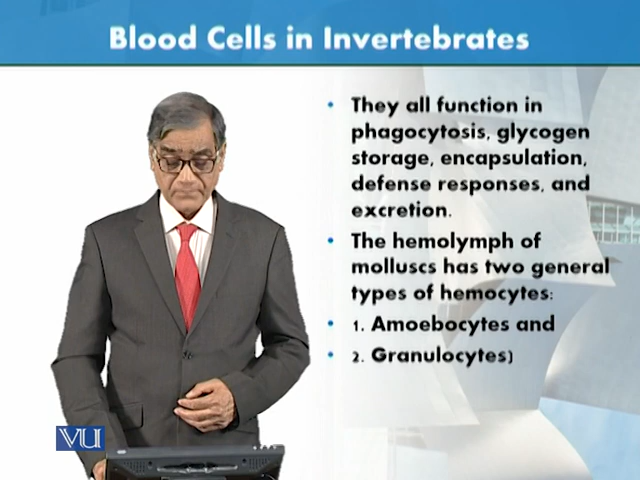 Blood Cells in Invertebrates
• They all function in
phagocytosis, glycogen
storage, encapsulation,
defense responses, and
excretion.
• The hemolymph of
molluscs has two general
types of hemocytes:
• 1. Amoebocytes and
• 2. Granulocytes)
VU